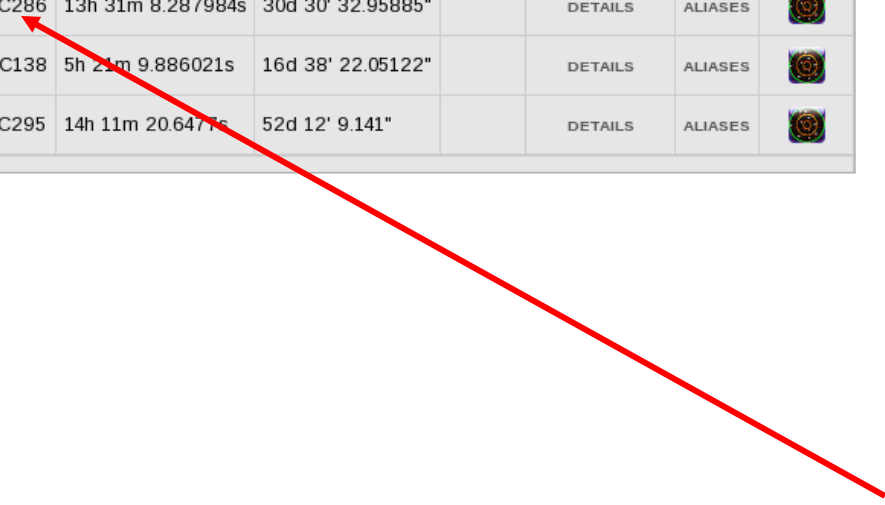 C286 13h 31m 8.287984s 30d 30' 32.95885" DETAILS ALIASES
C138 5h 21m 9.886021s 16d 38' 22.05122" DETAILS ALIASES
C295 14h 11m 20.6477s 52d 12' 9.141" DETAILS ALIASES